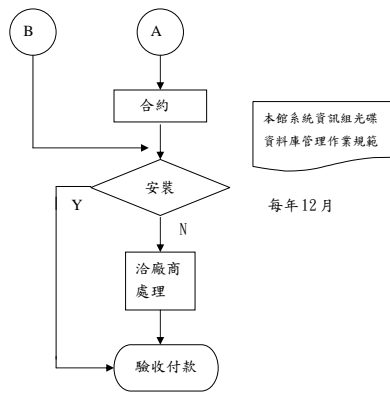 B
A
合約
本館系統資訊組光碟
資料庫管理作業規範
安裝
Y
每年12月
N
洽廠商
處理
驗收付款